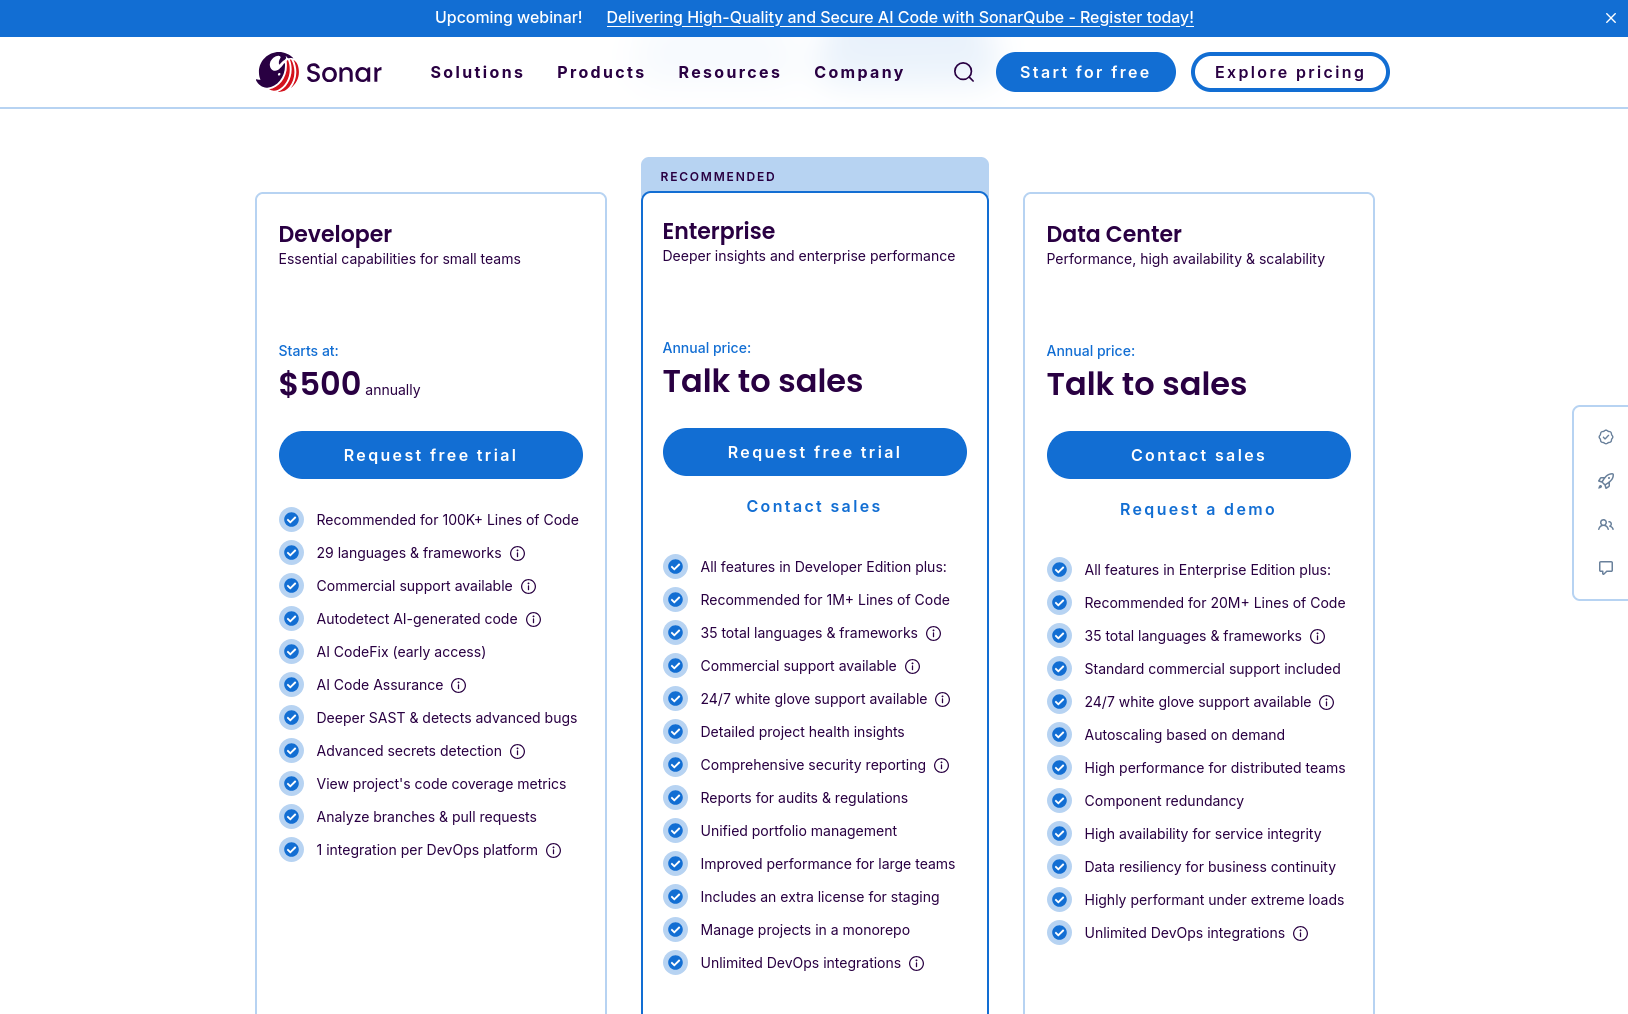 Upcoming webinar! Delivering High-Quality and Secure AI Code with SonarQube - Register today!
Sonar Solutions Products Resources Company Start for free Explore pricing
RECOMMENDED
Developer
Essential capabilities for small teams
Starts at:
$500 annually
Request free trial
Recommended for 100K+ Lines of Code
29 languages & frameworks
Commercial support available
Autodetect AI-generated code
AI CodeFix (early access)
AI Code Assurance
Deeper SAST & detects advanced bugs
Advanced secrets detection
View project's code coverage metrics
Analyze branches & pull requests
1 integration per DevOps platform
Enterprise
Deeper insights and enterprise performance
Annual price:
Talk to sales
Request free trial
Contact sales
All features in Developer Edition plus:
Recommended for 1M+ Lines of Code
35 total languages & frameworks
Commercial support available
24/7 white glove support available
Detailed project health insights
Comprehensive security reporting
Reports for audits & regulations
Unified portfolio management
Improved performance for large teams
Includes an extra license for staging
Manage projects in a monorepo
Unlimited DevOps integrations
Data Center
Performance, high availability & scalability
Annual price:
Talk to sales
Contact sales
Request a demo
All features in Enterprise Edition plus:
Recommended for 20M+ Lines of Code
35 total languages & frameworks
Standard commercial support included
24/7 white glove support available
Autoscaling based on demand
High performance for distributed teams
Component redundancy
High availability for service integrity
Data resiliency for business continuity
Highly performant under extreme loads
Unlimited DevOps integrations